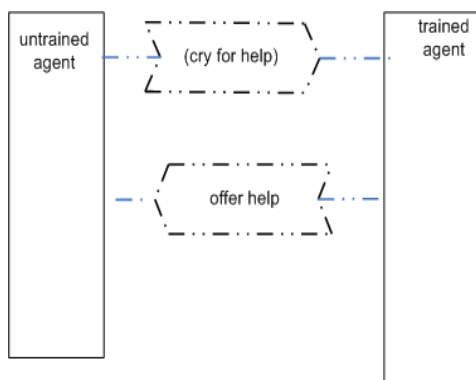 untrained
agent
(cry for help)
trained
agent
offer help